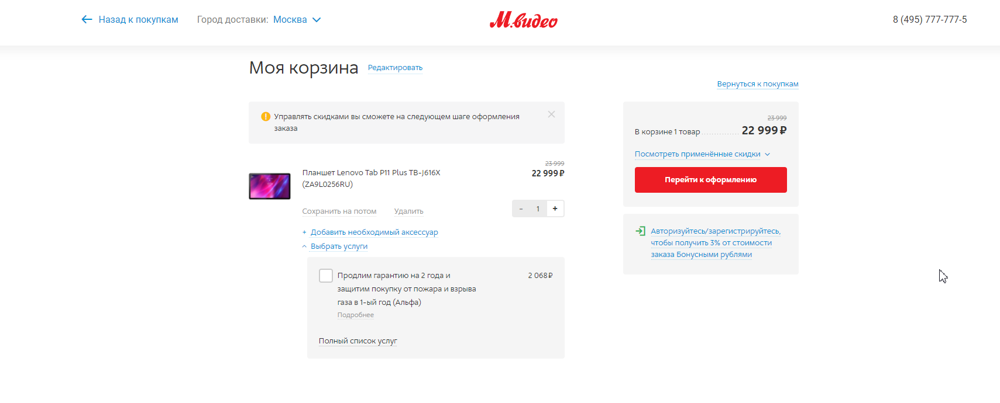 Назад к покупкам
Город доставки: Москва
М.видео
8 (495) 777-777-5
Моя корзина
Редактировать
Вернуться к покупкам
Управлять скидками вы сможете на следующем шаге оформления
заказа
23 999
22 999 ₽
Планшет Lenovo Tab P11 Plus TB-J616X
(ZA9L0256RU)
Сохранить на потом
Удалить
- 1 +
+ Добавить необходимый аксессуар
Выбрать услуги
Продлим гарантию на 2 года и
защитим покупку от пожара и взрыва
газа в 1-ый год (Альфа)
2 068 ₽
Подробнее
Полный список услуг
23 999
В корзине 1 товар 22 999 ₽
Посмотреть применённые скидки
Перейти к оформлению
Авторизуйтесь/зарегистрируйтесь,
чтобы получить 3% от стоимости
заказа Бонусными рублями